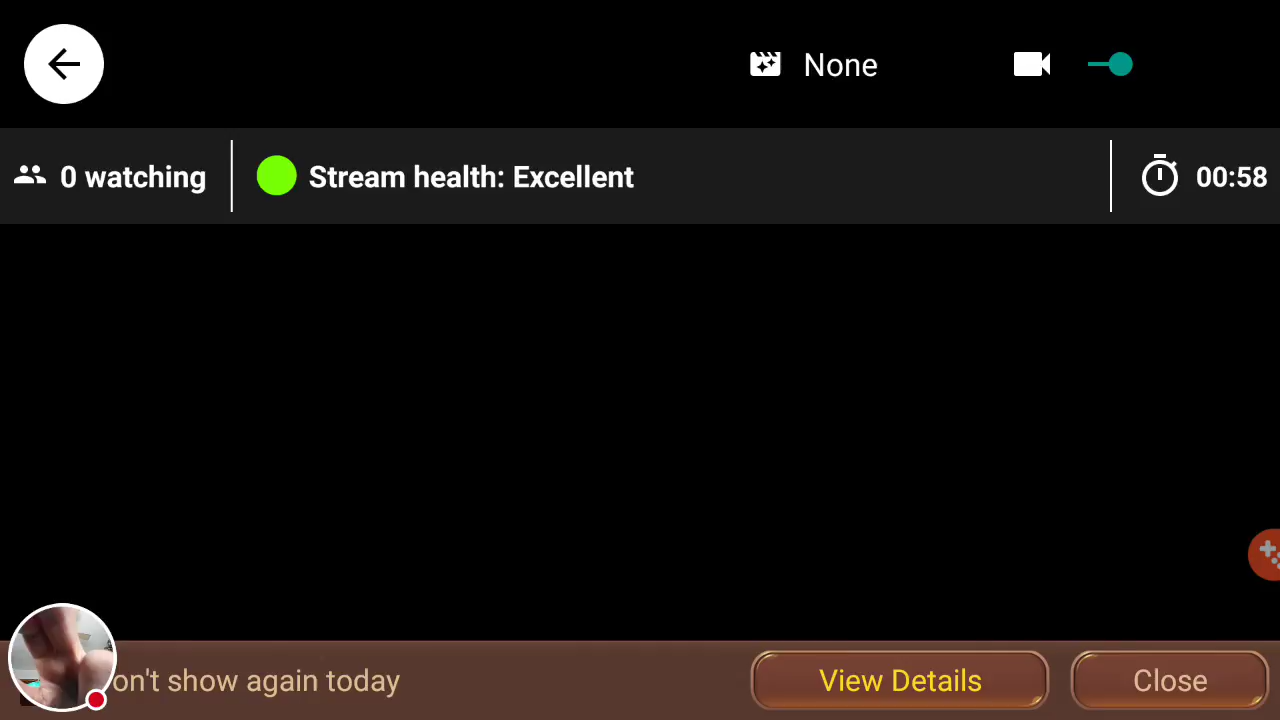 None
0 watching
Stream health: Excellent
00:58
on't show again today
View Details
Close